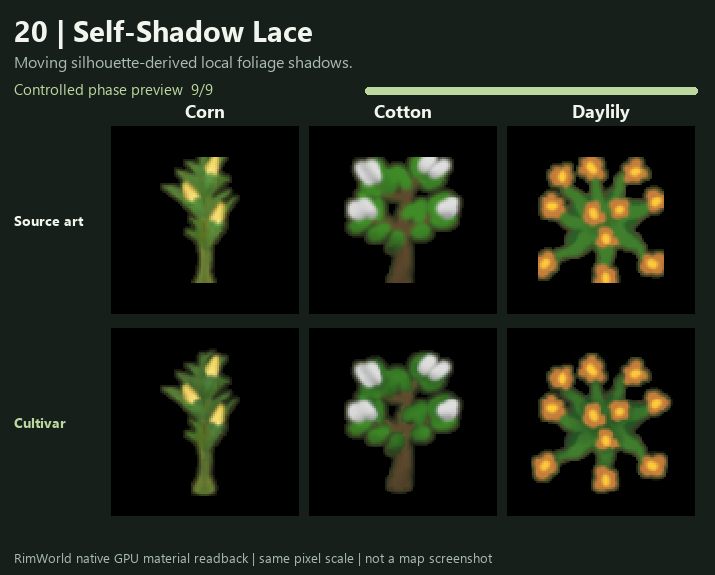 20 | Self-Shadow Lace
Moving silhouette-derived local foliage shadows.
Controlled phase preview 9/9
Corn Cotton Daylily
Source art
Cultivar
RimWorld native GPU material readback | same pixel scale | not a map screenshot